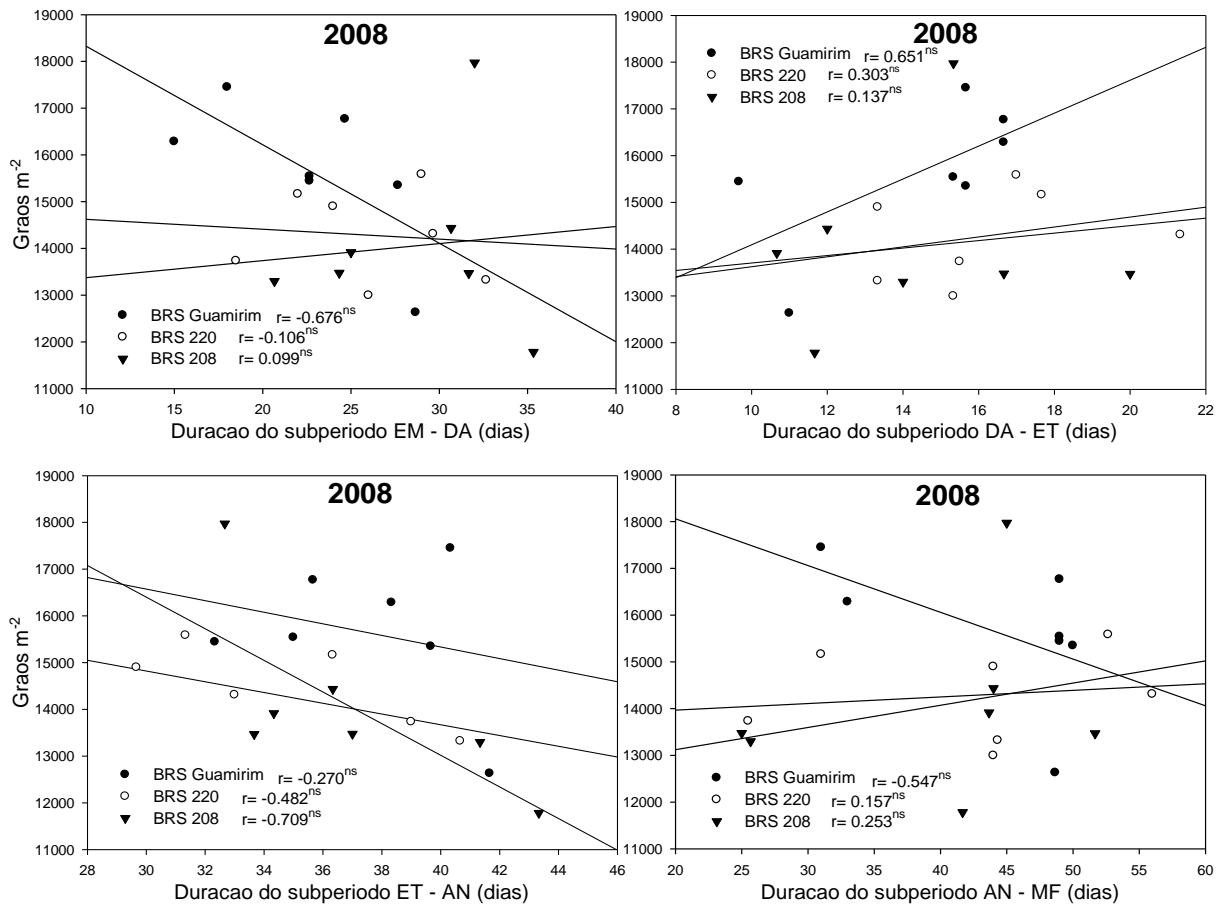 2008
19000
18000
17000
16000
15000
14000
13000
12000
11000
Graos m-2
BRS Guamirim r= -0.676ns
BRS 220 r= -0.106ns
BRS 208 r= 0.099ns
10 15 20 25 30 35 40
Duracao do subperiodo EM - DA (dias)
2008
BRS Guamirim r= 0.651ns
BRS 220 r= 0.303ns
BRS 208 r= 0.137ns
19000
18000
17000
16000
15000
14000
13000
12000
11000
8 10 12 14 16 18 20 22
Duracao do subperiodo DA - ET (dias)
2008
19000
18000
17000
16000
15000
14000
13000
12000
11000
Graos m-2
BRS Guamirim r= -0.270ns
BRS 220 r= -0.482ns
BRS 208 r= -0.709ns
28 30 32 34 36 38 40 42 44 46
Duracao do subperiodo ET - AN (dias)
2008
19000
18000
17000
16000
15000
14000
13000
12000
11000
BRS Guamirim r= -0.547ns
BRS 220 r= 0.157ns
BRS 208 r= 0.253ns
20 25 30 35 40 45 50 55 60
Duracao do subperiodo AN - MF (dias)